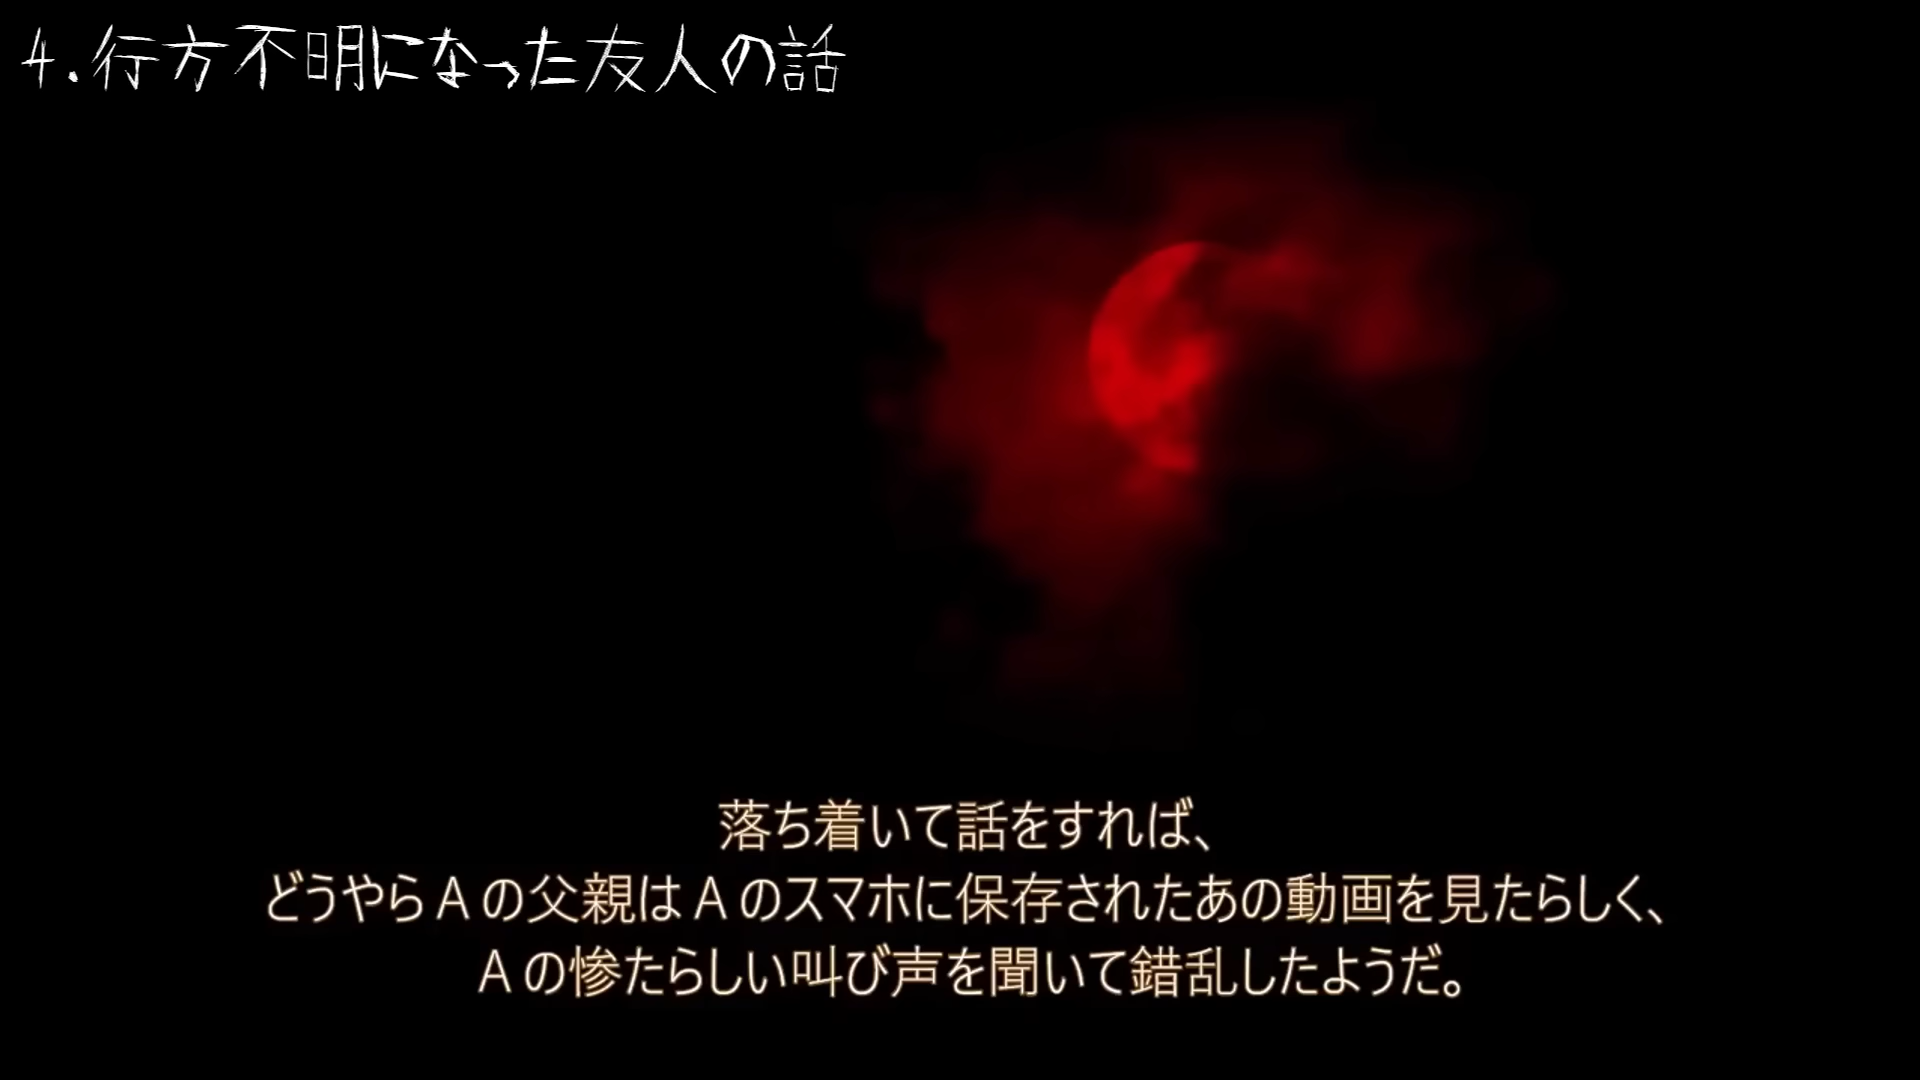 4.行方不明になった友人の話
落ち着いて話をすれば、
どうやらAの父親はAのスマホに保存されたあの動画を見たらしく、
Aの惨たらしい叫び声を聞いて錯乱したようだ。